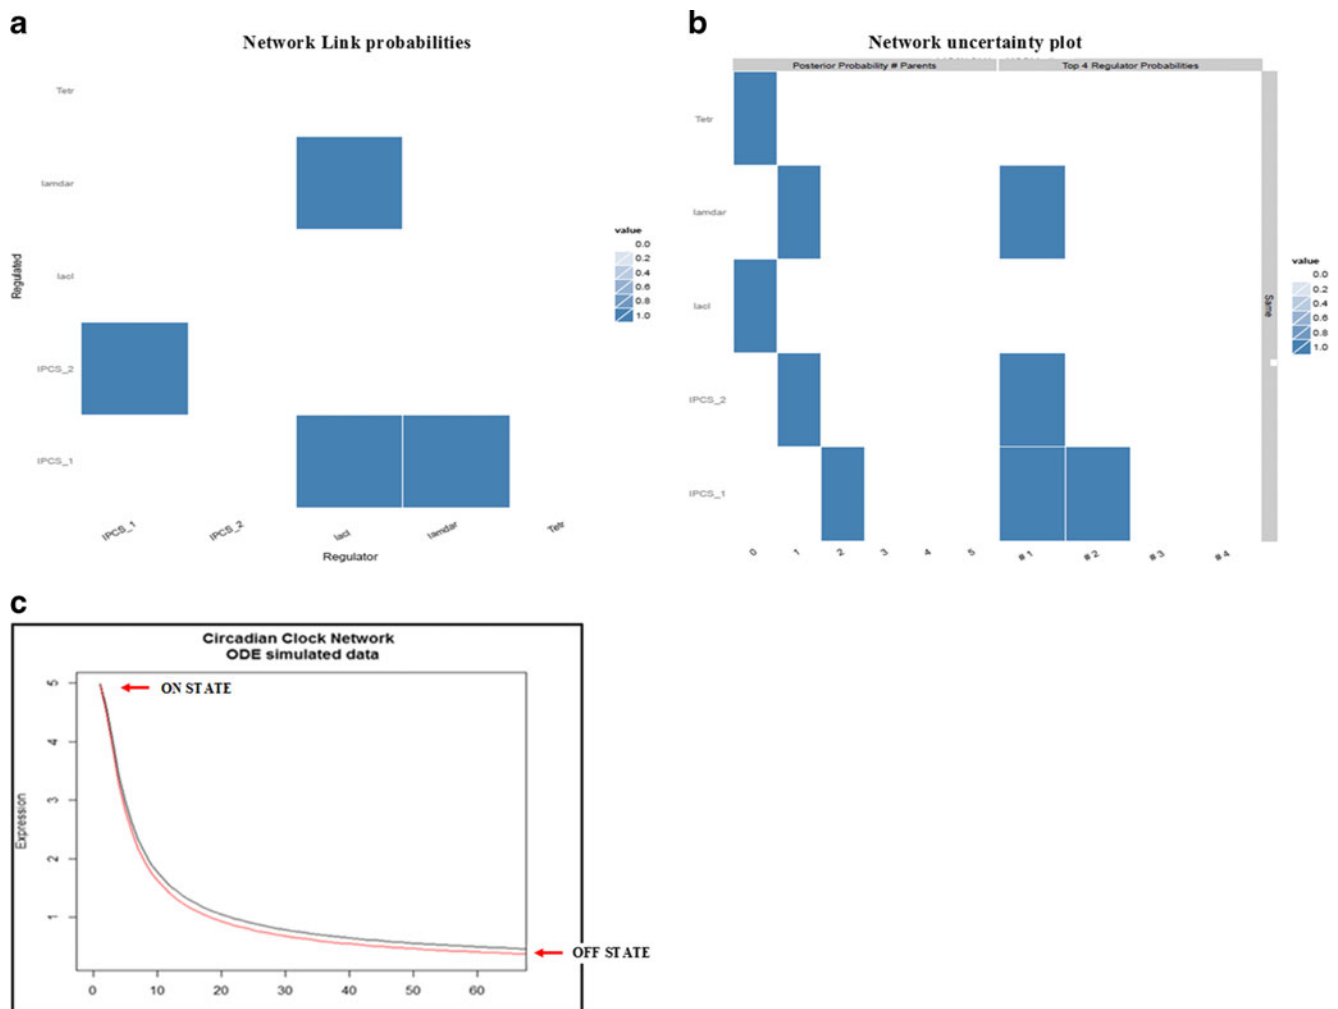 a
Network Link probabilities
Tetr
lamdar
lacI
IPCS_2
IPCS_1
Regulated
IPCS_1
IPCS_2
lacI
lamdar
Tetr
Regulator
value
0.0
0.2
0.4
0.6
0.8
1.0
b
Network uncertainty plot
Posterior Probability # Parents
Top 4 Regulator Probabilities
Tetr
lamdar
lacI
IPCS_2
IPCS_1
0
1
2
3
4
5
# 1
# 2
# 3
# 4
Same
value
0.0
0.2
0.4
0.6
0.8
1.0
c
Circadian Clock Network
ODE simulated data
ON STATE
OFF STATE
Expression
5
4
3
2
1
0
10
20
30
40
50
60